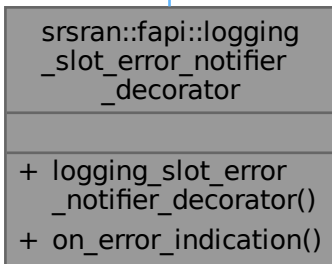 srsran::fapi::logging
_slot_error_notifier
_decorator
+ logging_slot_error
_notifier_decorator()
+ on_error_indication()